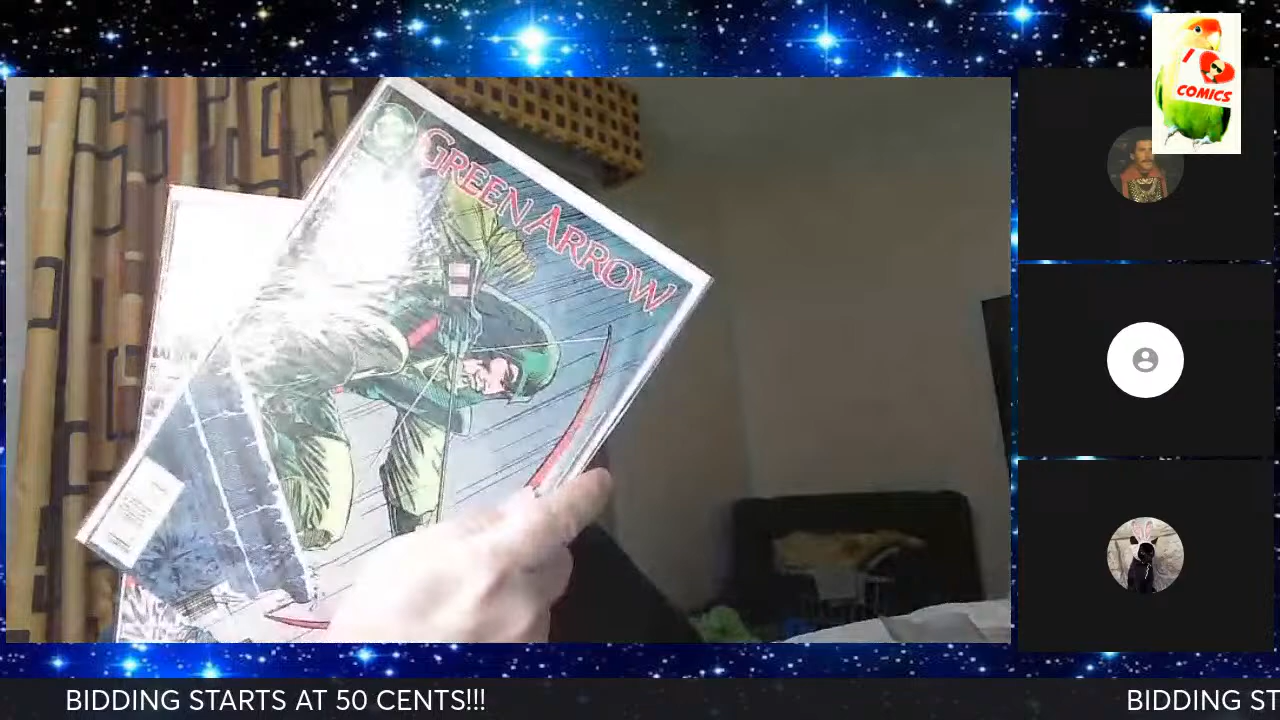 I
COMICS
GREEN ARROW
BIDDING STARTS AT 50 CENTS!!!
BIDDING ST